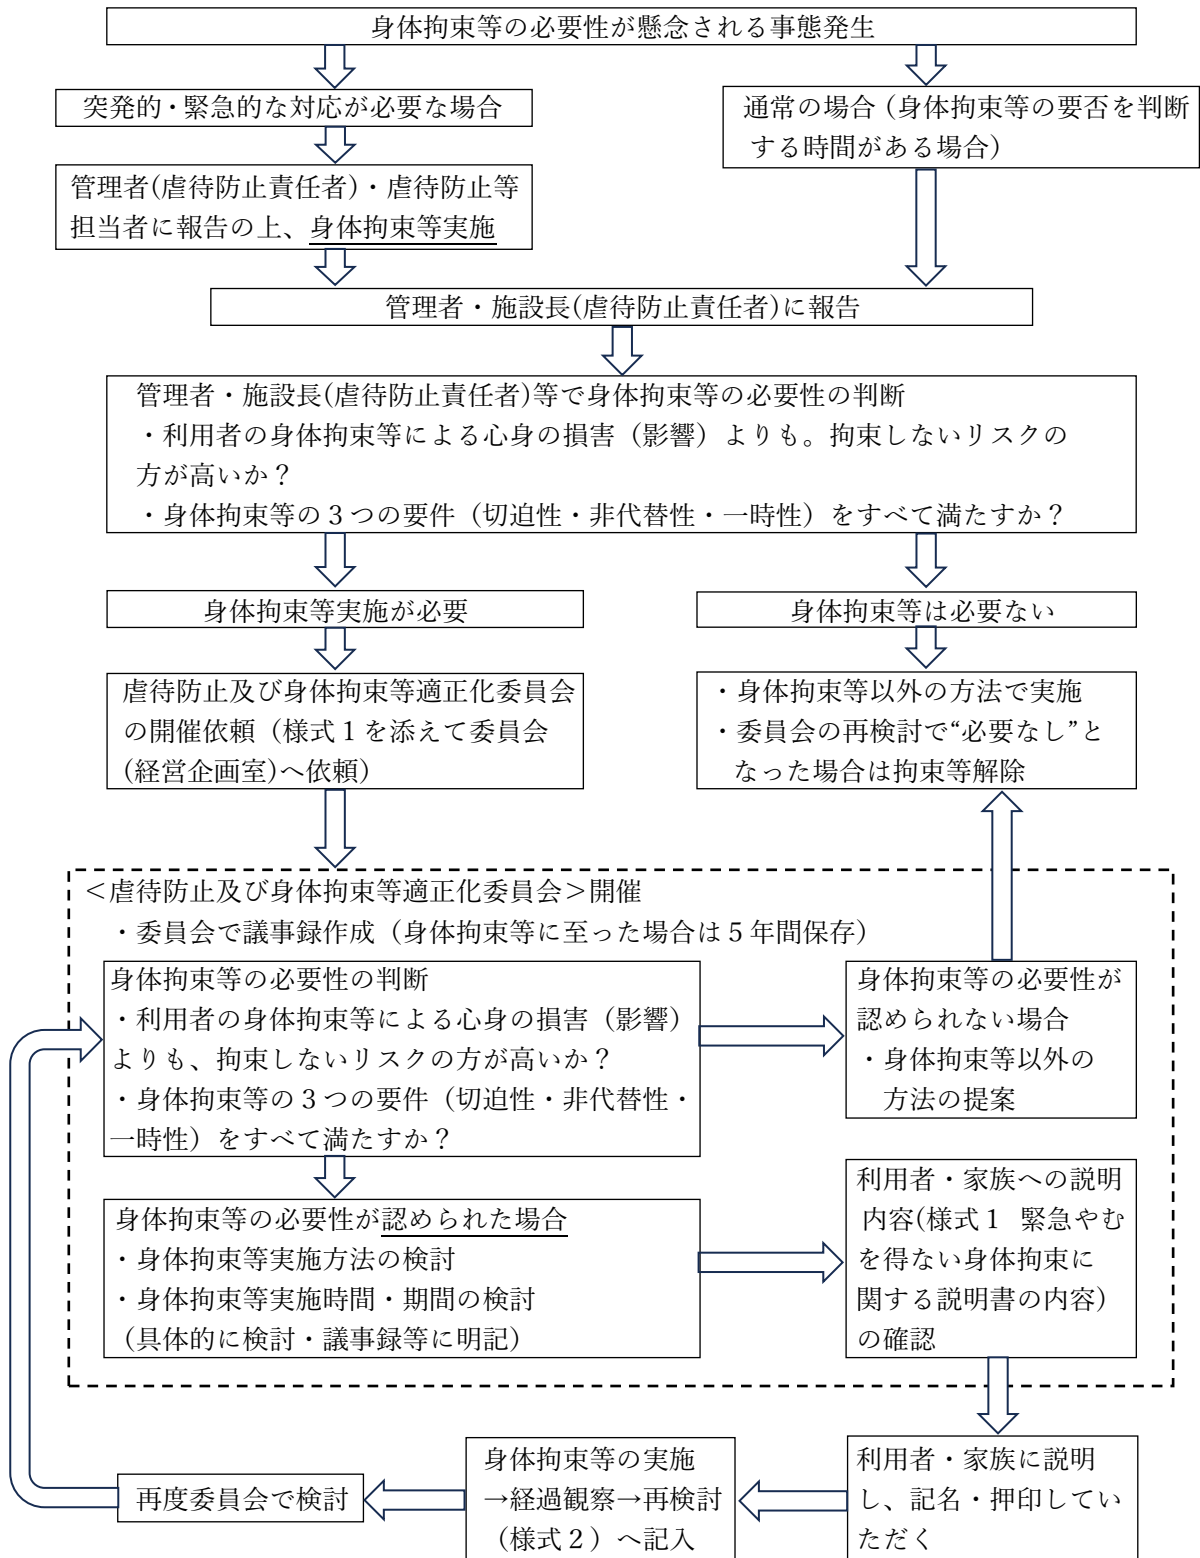 身体拘束等の必要性が懸念される事態発生
突発的・緊急的な対応が必要な場合
通常の場合（身体拘束等の要否を判断
する時間がある場合）
管理者(虐待防止責任者)・虐待防止等
担当者に報告の上、身体拘束等実施
管理者・施設長(虐待防止責任者)に報告
管理者・施設長(虐待防止責任者)等で身体拘束等の必要性の判断
・利用者の身体拘束等による心身の損害（影響）よりも。拘束しないリスクの
方が高いか？
・身体拘束等の３つの要件（切迫性・非代替性・一時性）をすべて満たすか？
身体拘束等実施が必要
身体拘束等は必要ない
虐待防止及び身体拘束等適正化委員会
の開催依頼（様式１を添えて委員会
(経営企画室)へ依頼）
・身体拘束等以外の方法で実施
・委員会の再検討で“必要なし”と
なった場合は拘束等解除
＜虐待防止及び身体拘束等適正化委員会＞開催
・委員会で議事録作成（身体拘束等に至った場合は５年間保存）
身体拘束等の必要性の判断
・利用者の身体拘束等による心身の損害（影響）
よりも、拘束しないリスクの方が高いか？
・身体拘束等の３つの要件（切迫性・非代替性・
一時性）をすべて満たすか？
身体拘束等の必要性が
認められない場合
・身体拘束等以外の
方法の提案
身体拘束等の必要性が認められた場合
・身体拘束等実施方法の検討
・身体拘束等実施時間・期間の検討
（具体的に検討・議事録等に明記）
利用者・家族への説明
内容(様式１ 緊急やむ
を得ない身体拘束に
関する説明書の内容）
の確認
利用者・家族に説明
し、記名・押印してい
ただく
身体拘束等の実施
→経過観察→再検討
（様式２）へ記入
再度委員会で検討